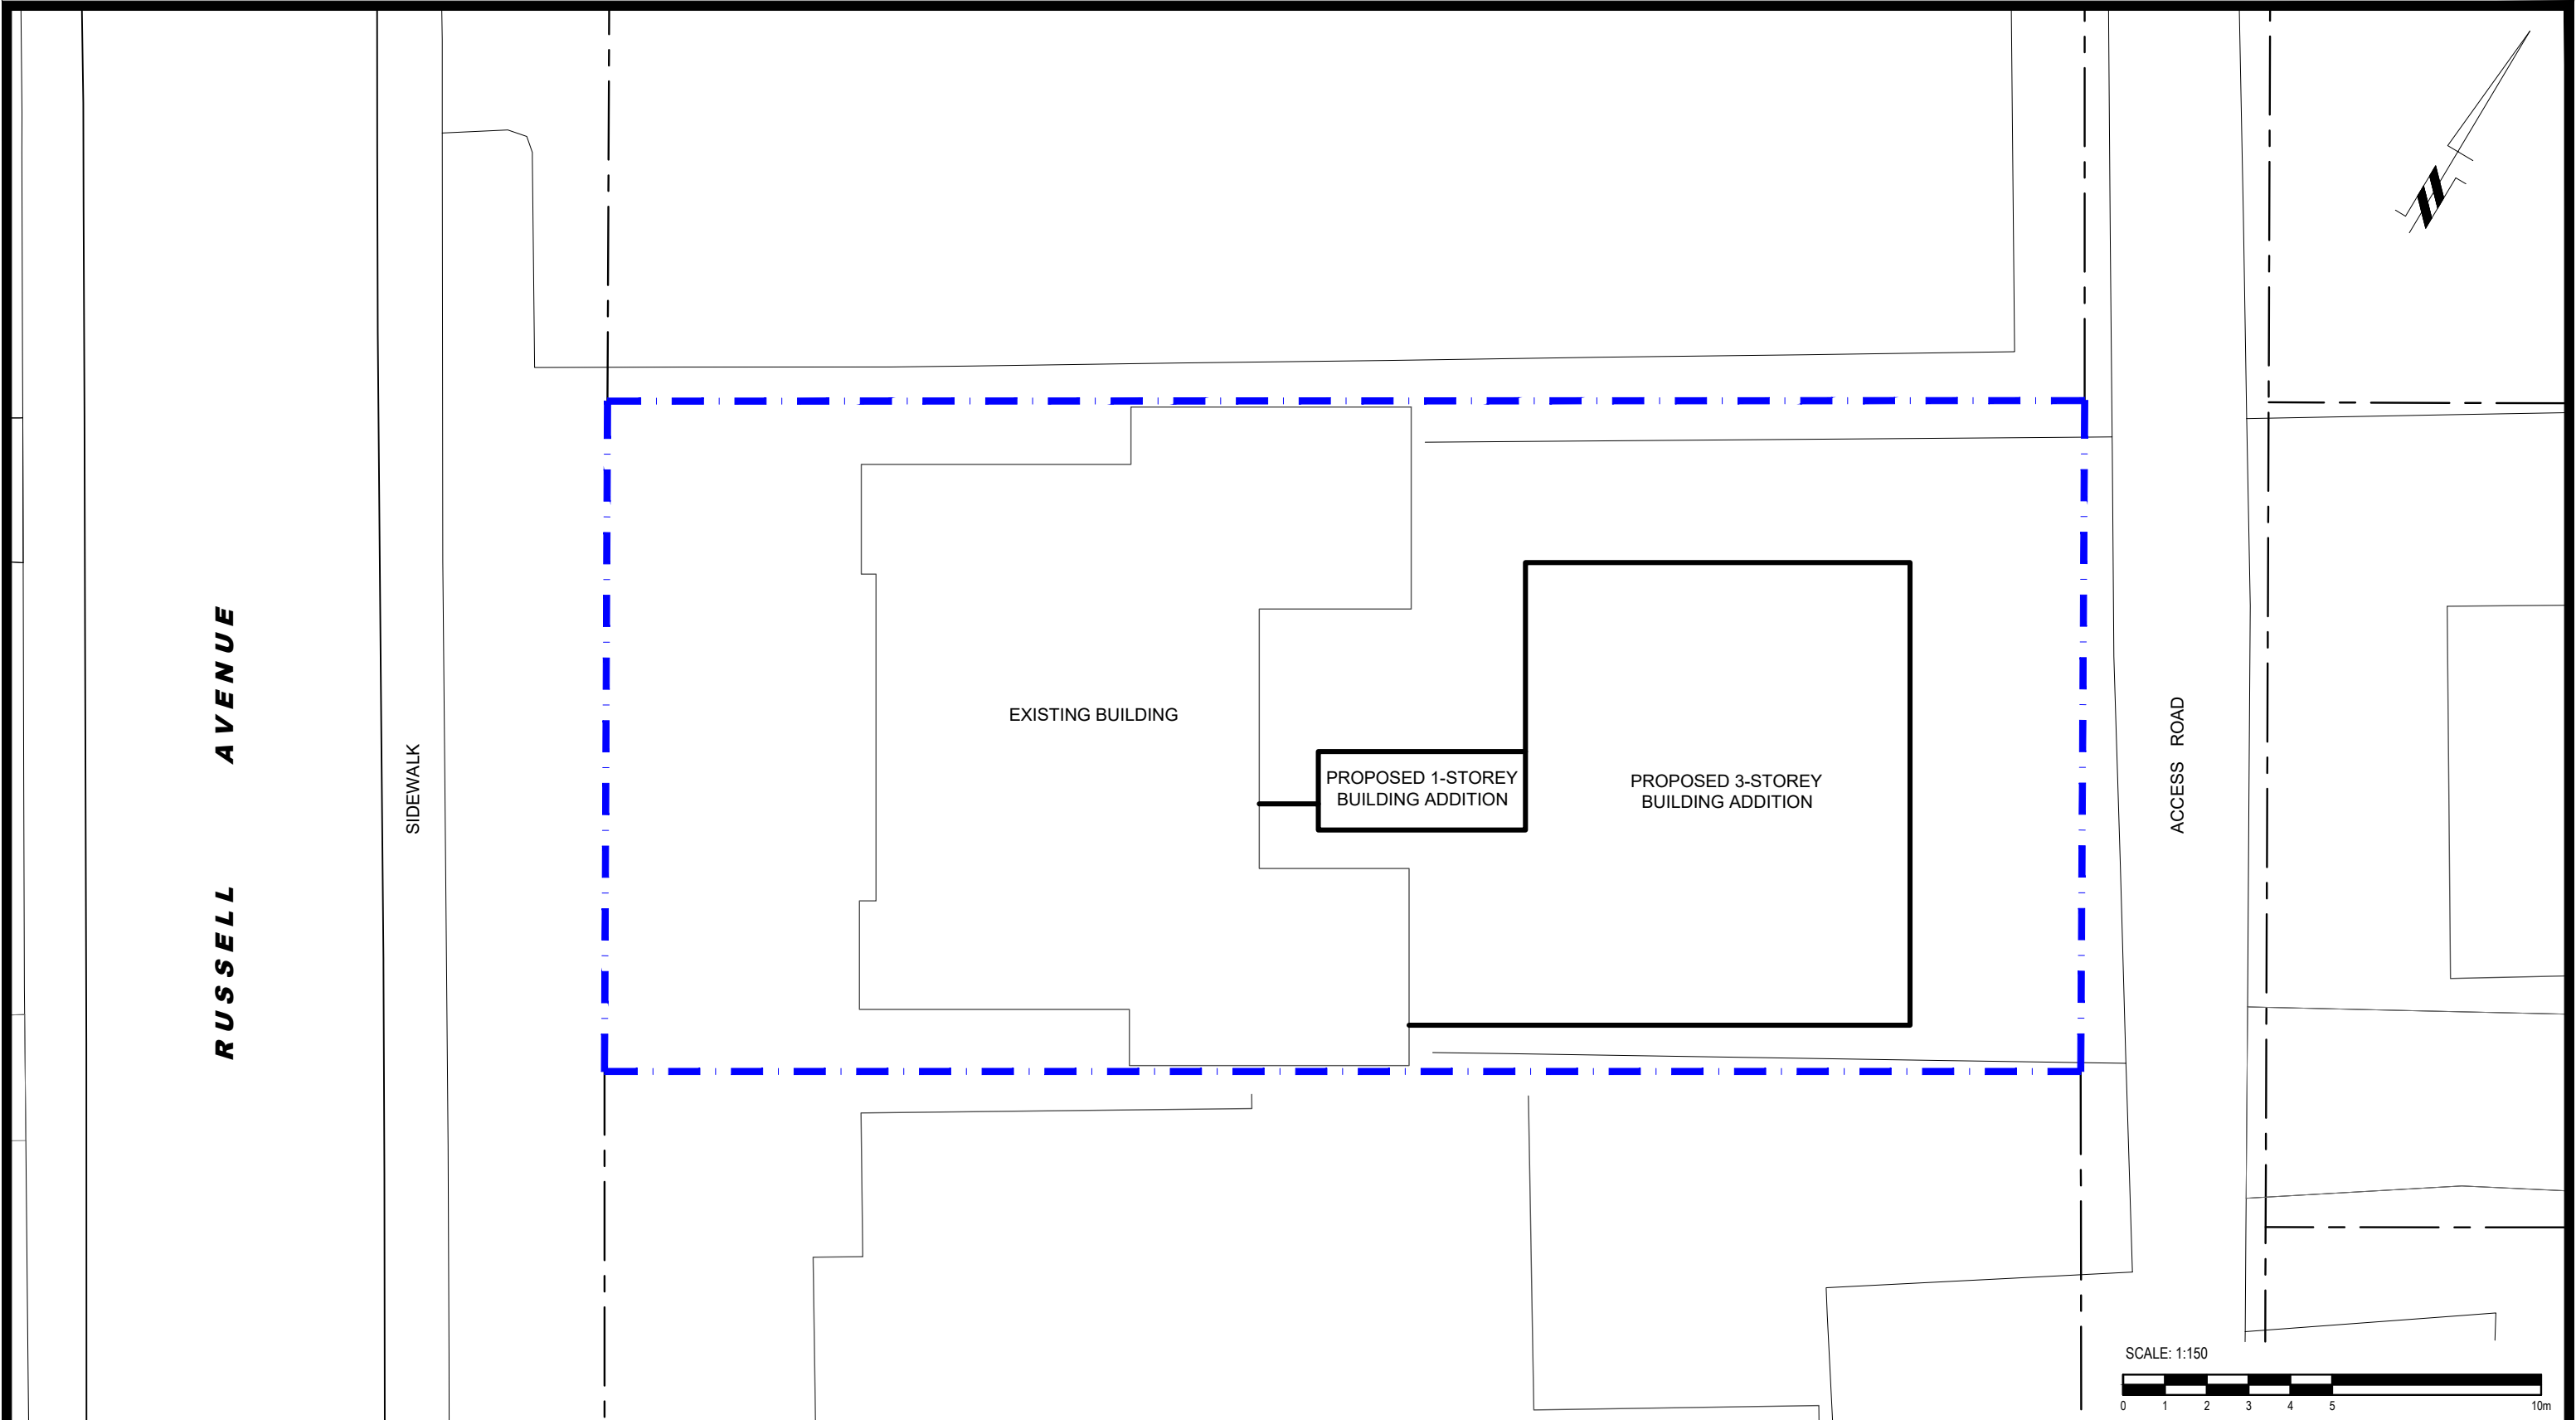 RUSSELL AVENUE
SIDEWALK
EXISTING BUILDING
PROPOSED 1-STOREY
BUILDING ADDITION
PROPOSED 3-STOREY
BUILDING ADDITION
ACCESS ROAD
SCALE: 1:150
0 1 2 3 4 5 10m